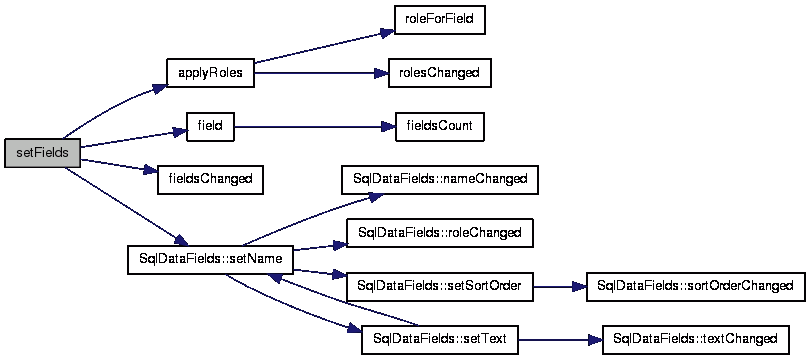 roleForField
applyRoles
rolesChanged
field
fieldsCount
setFields
fieldsChanged
SqlDataFields::nameChanged
SqlDataFields::roleChanged
SqlDataFields::setName
SqlDataFields::setSortOrder
SqlDataFields::sortOrderChanged
SqlDataFields::setText
SqlDataFields::textChanged